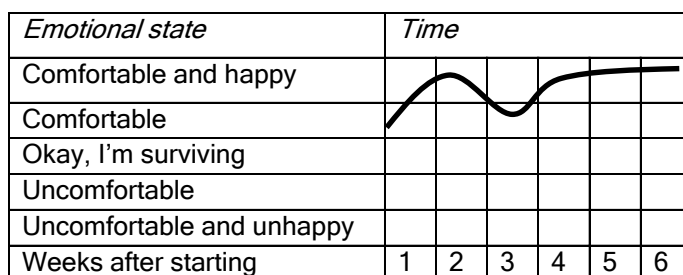 Emotional state Time
Comfortable and happy
Comfortable
Okay, I'm surviving
Uncomfortable
Uncomfortable and unhappy
Weeks after starting 1 2 3 4 5 6